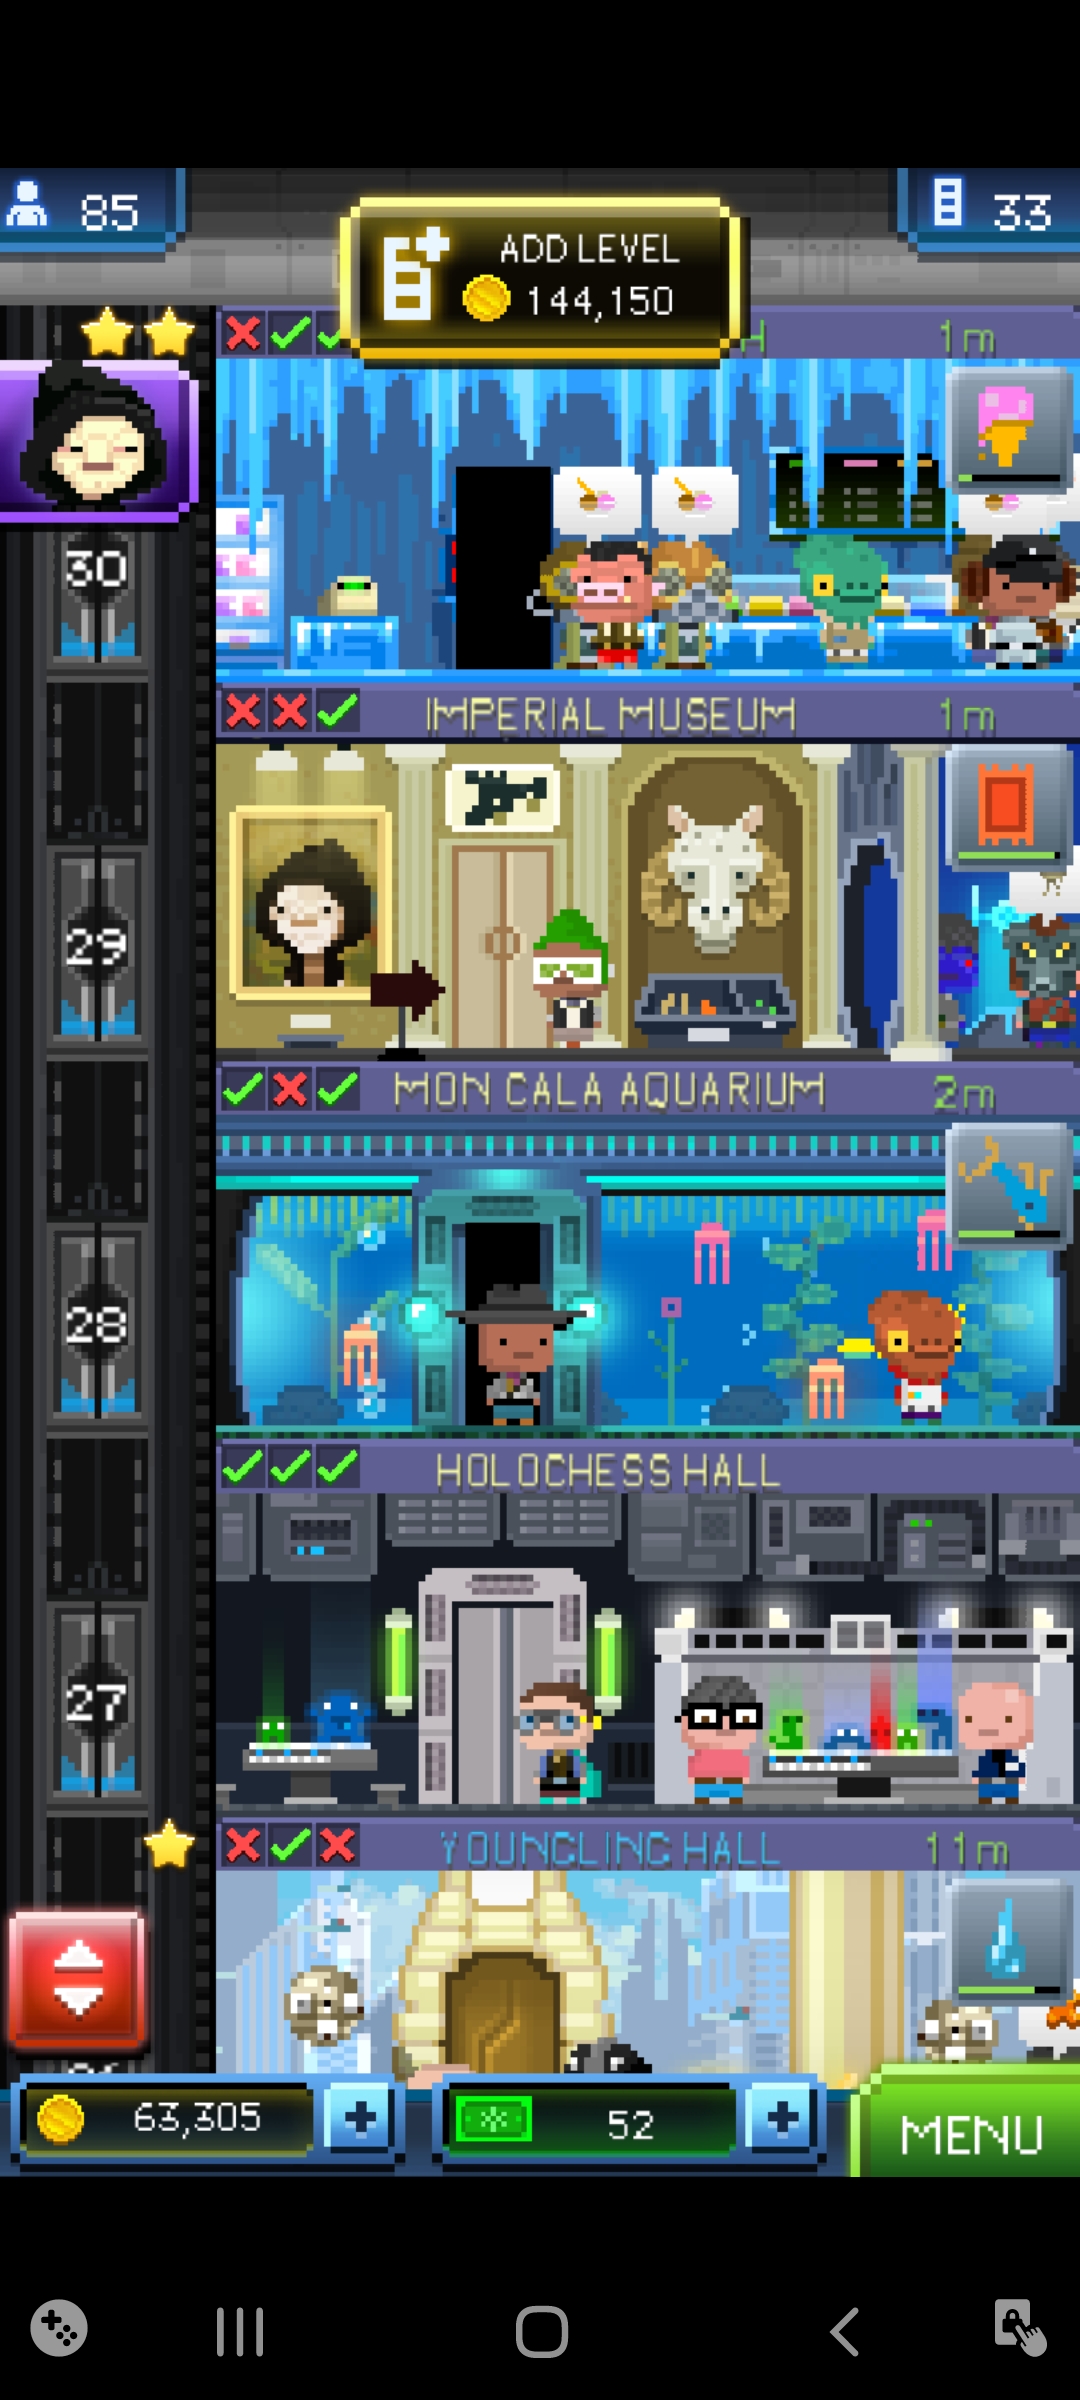 85
33
ADD LEVEL
144,150
1m
30
IMPERIAL MUSEUM
1m
29
MON CALA AQUARIUM
2m
28
HOLOCHESS HALL
27
YOUNGLING HALL
11m
63,305
52
MENU